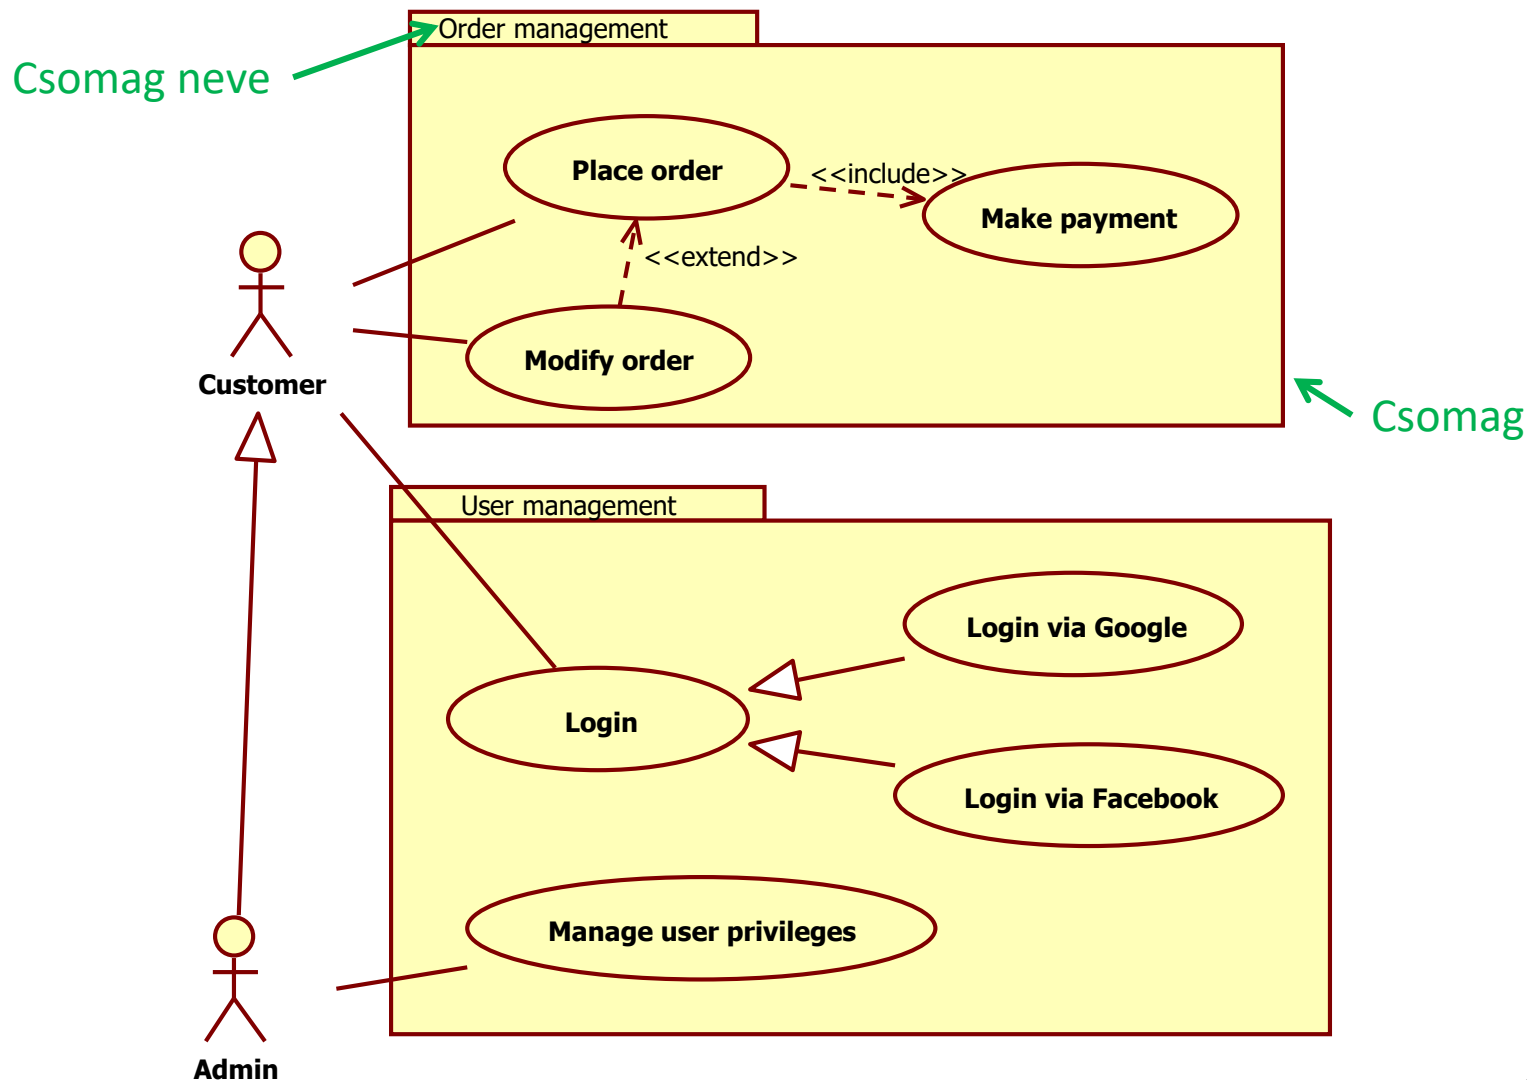 Order management
Csomag neve
Place order
<<include>>
Make payment
<<extend>>
Modify order
Customer
Csomag
User management
Login via Google
Login
Login via Facebook
Manage user privileges
Admin